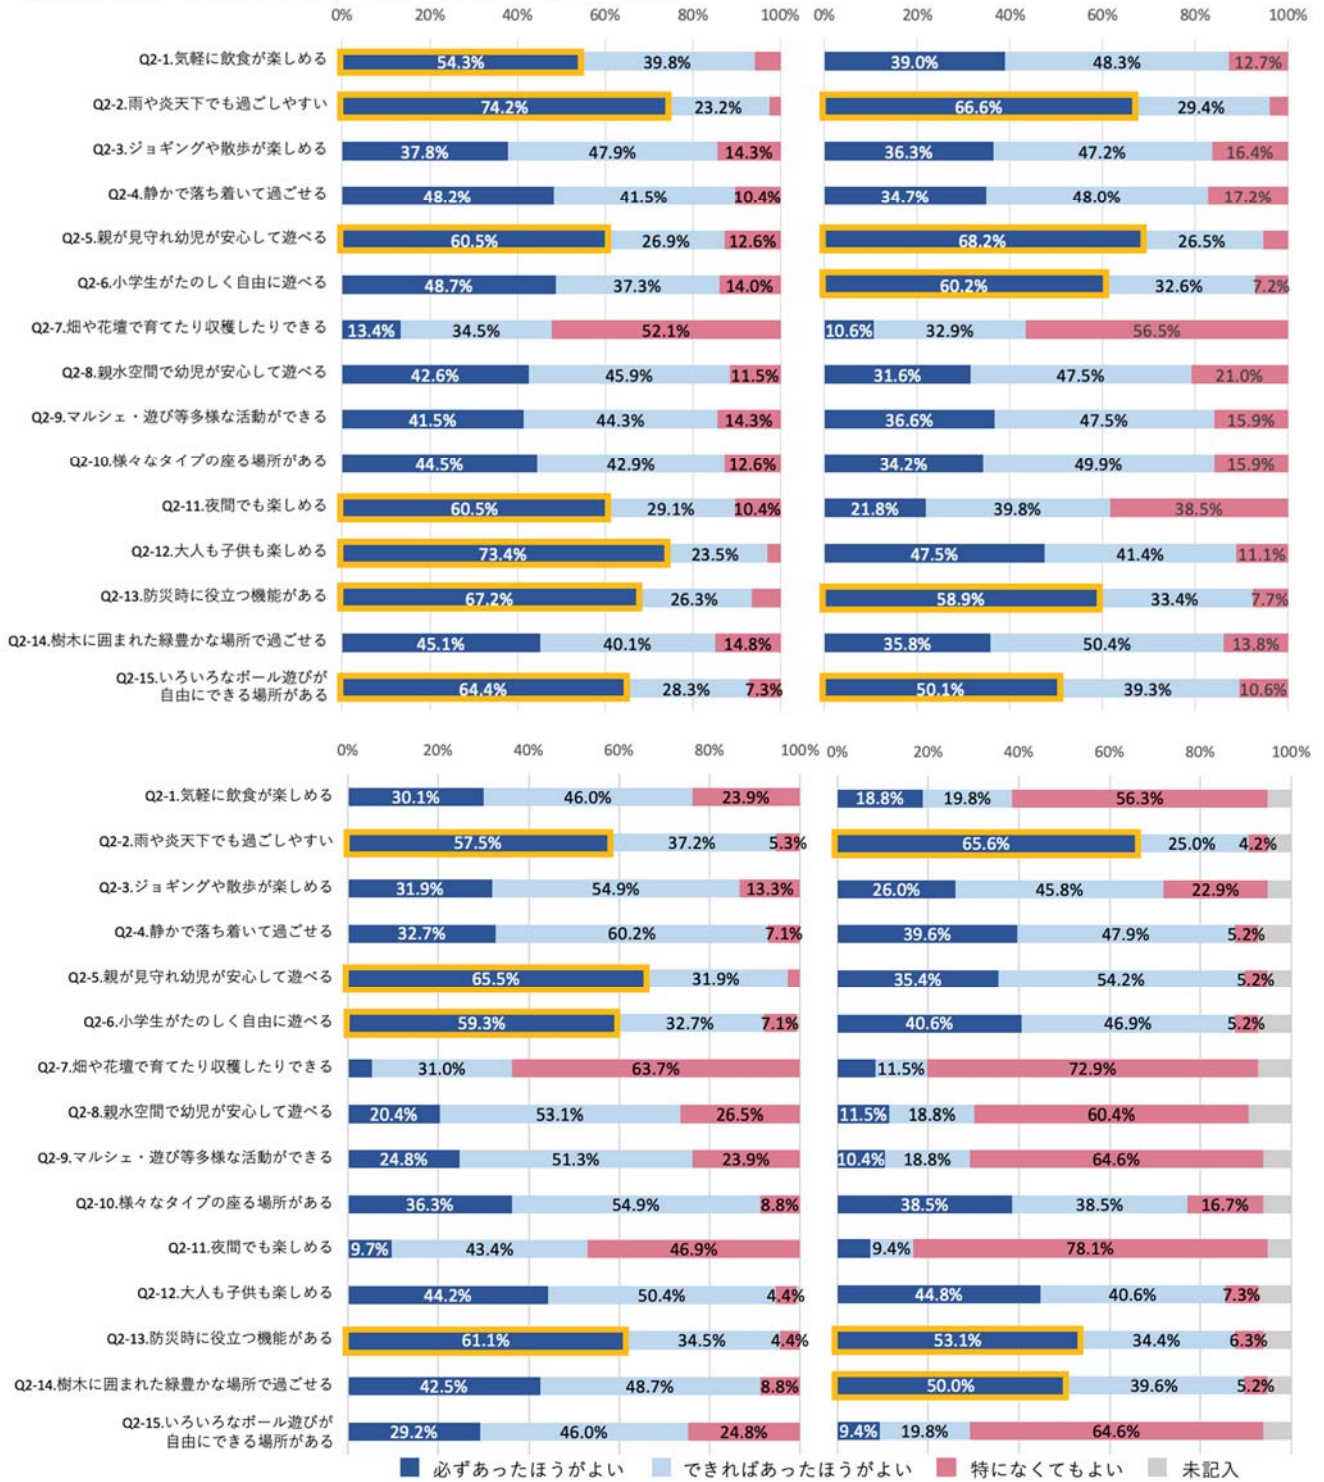 0% 20% 40% 60% 80% 100% 0% 20% 40% 60% 80% 100%
Q2-1.気軽に飲食が楽しめる 54.3% 39.8% 39.0% 48.3% 12.7%
Q2-2.雨や炎天下でも過ごしやすい 74.2% 23.2% 66.6% 29.4%
Q2-3.ジョギングや散歩が楽しめる 37.8% 47.9% 14.3% 36.3% 47.2% 16.4%
Q2-4.静かで落ち着いて過ごせる 48.2% 41.5% 10.4% 34.7% 48.0% 17.2%
Q2-5.親が見守れ幼児が安心して遊べる 60.5% 26.9% 12.6% 68.2% 26.5%
Q2-6.小学生がたのしく自由に遊べる 48.7% 37.3% 14.0% 60.2% 32.6% 7.2%
Q2-7.畑や花壇で育てたり収穫したりできる 13.4% 34.5% 52.1% 10.6% 32.9% 56.5%
Q2-8.親水空間で幼児が安心して遊べる 42.6% 45.9% 11.5% 31.6% 47.5% 21.0%
Q2-9.マルシェ・遊び等多様な活動ができる 41.5% 44.3% 14.3% 36.6% 47.5% 15.9%
Q2-10.様々なタイプの座る場所がある 44.5% 42.9% 12.6% 34.2% 49.9% 15.9%
Q2-11.夜間でも楽しめる 60.5% 29.1% 10.4% 21.8% 39.8% 38.5%
Q2-12.大人も子供も楽しめる 73.4% 23.5% 47.5% 41.4% 11.1%
Q2-13.防災時に役立つ機能がある 67.2% 26.3% 58.9% 33.4% 7.7%
Q2-14.樹木に囲まれた緑豊かな場所で過ごせる 45.1% 40.1% 14.8% 35.8% 50.4% 13.8%
Q2-15.いろいろなボール遊びが
自由にできる場所がある 64.4% 28.3% 7.3% 50.1% 39.3% 10.6%
0% 20% 40% 60% 80% 100% 0% 20% 40% 60% 80% 100%
Q2-1.気軽に飲食が楽しめる 30.1% 46.0% 23.9% 18.8% 19.8% 56.3%
Q2-2.雨や炎天下でも過ごしやすい 57.5% 37.2% 5.3% 65.6% 25.0% 4.2%
Q2-3.ジョギングや散歩が楽しめる 31.9% 54.9% 13.3% 26.0% 45.8% 22.9%
Q2-4.静かで落ち着いて過ごせる 32.7% 60.2% 7.1% 39.6% 47.9% 5.2%
Q2-5.親が見守れ幼児が安心して遊べる 65.5% 31.9% 35.4% 54.2% 5.2%
Q2-6.小学生がたのしく自由に遊べる 59.3% 32.7% 7.1% 40.6% 46.9% 5.2%
Q2-7.畑や花壇で育てたり収穫したりできる 31.0% 63.7% 11.5% 72.9%
Q2-8.親水空間で幼児が安心して遊べる 20.4% 53.1% 26.5% 11.5% 18.8% 60.4%
Q2-9.マルシェ・遊び等多様な活動ができる 24.8% 51.3% 23.9% 10.4% 18.8% 64.6%
Q2-10.様々なタイプの座る場所がある 36.3% 54.9% 8.8% 38.5% 38.5% 16.7%
Q2-11.夜間でも楽しめる 9.7% 43.4% 46.9% 9.4% 78.1%
Q2-12.大人も子供も楽しめる 44.2% 50.4% 4.4% 44.8% 40.6% 7.3%
Q2-13.防災時に役立つ機能がある 61.1% 34.5% 4.4% 53.1% 34.4% 6.3%
Q2-14.樹木に囲まれた緑豊かな場所で過ごせる 42.5% 48.7% 8.8% 50.0% 39.6% 5.2%
Q2-15.いろいろなボール遊びが
自由にできる場所がある 29.2% 46.0% 24.8% 9.4% 19.8% 64.6%
必ずあったほうがよい できればあったほうがよい 特になくてもよい 未記入